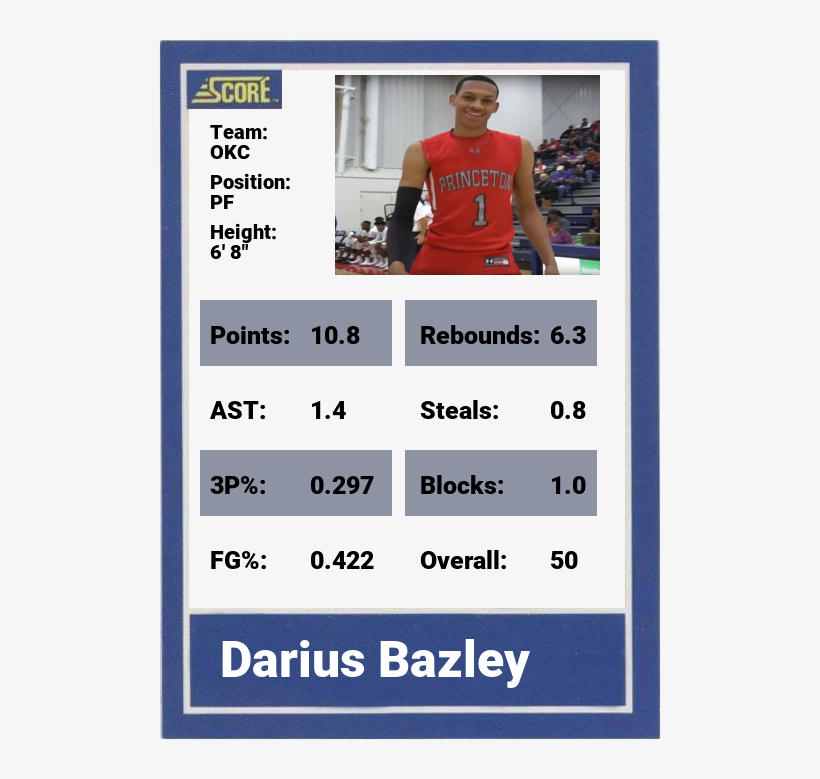 SCORE
Team:
OKC
Position:
PF
Height:
6' 8"
PRINCETON
1
Points: 10.8 Rebounds: 6.3
AST: 1.4 Steals: 0.8
3P%: 0.297 Blocks: 1.0
FG%: 0.422 Overall: 50
Darius Bazley